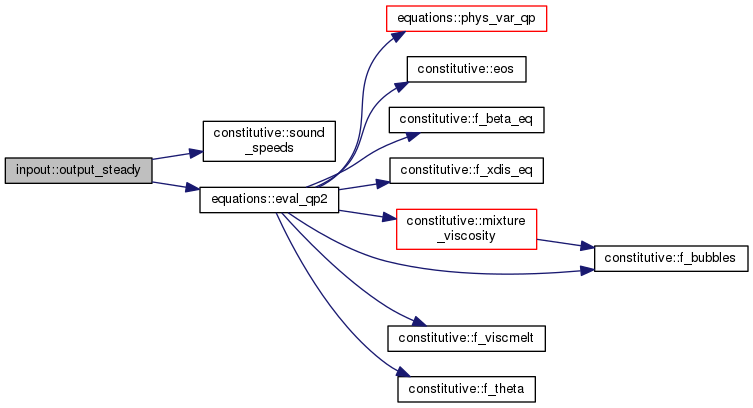 equations::phys_var_qp
constitutive::eos
constitutive::f_beta_eq
constitutive::sound
_speeds
inpout::output_steady
constitutive::f_xdis_eq
equations::eval_qp2
constitutive::mixture
_viscosity
constitutive::f_bubbles
constitutive::f_viscmelt
constitutive::f_theta